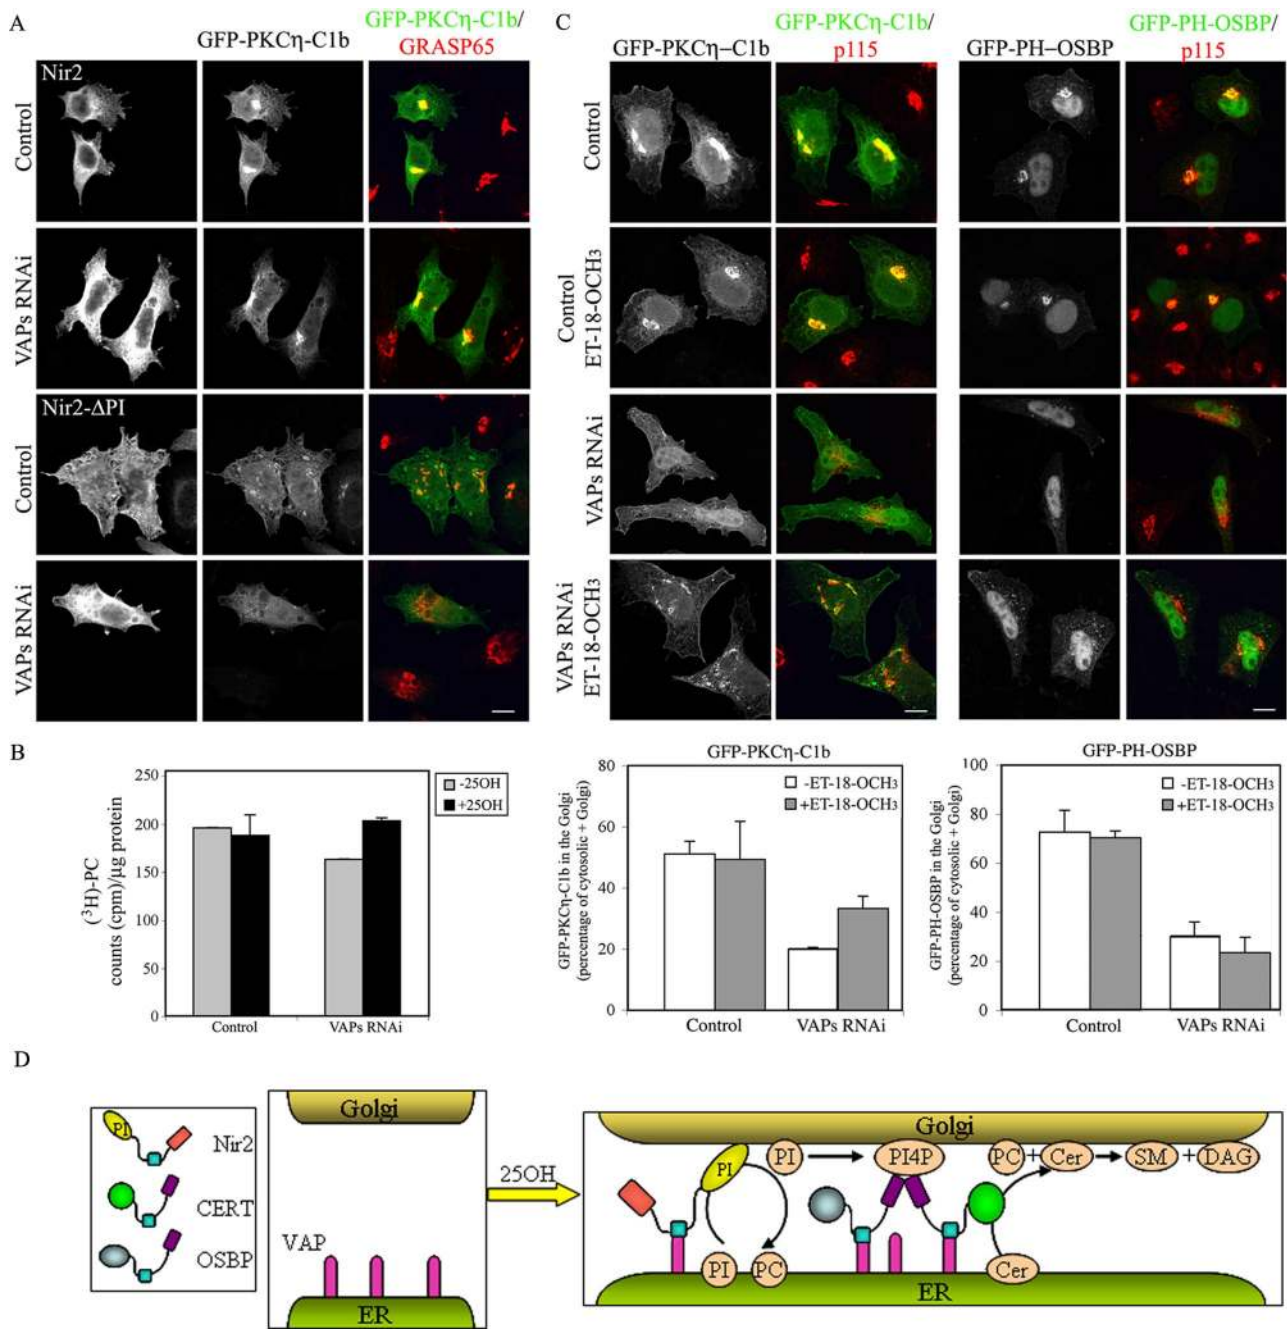 A
GFP-PKCη-C1b
GFP-PKCη-C1b/
GRASP65
Nir2
Control
VAPs RNAi
Nir2-ΔPI
Control
VAPs RNAi
C
GFP-PKCη-C1b
GFP-PKCη-C1b/
p115
GFP-PH-OSBP
GFP-PH-OSBP/
p115
Control
Control
ET-18-OCH3
VAPs RNAi
VAPs RNAi
ET-18-OCH3
B
(³H)-PC
counts (cpm)/µg protein
250
200
150
100
50
0
-25OH
+25OH
Control
VAPs RNAi
GFP-PKCη-C1b
GFP-PKCη-C1b in the Golgi
(percentage of cytosolic + Golgi)
80
60
40
20
0
-ET-18-OCH3
+ET-18-OCH3
Control
VAPs RNAi
GFP-PH-OSBP
GFP-PH-OSBP in the Golgi
(percentage of cytosolic + Golgi)
100
80
60
40
20
0
-ET-18-OCH3
+ET-18-OCH3
Control
VAPs RNAi
D
PI
Nir2
CERT
OSBP
Golgi
VAP
ER
25OH
Golgi
PI
PI
PI4P
PC + Cer
SM + DAG
PI
PC
Cer
ER